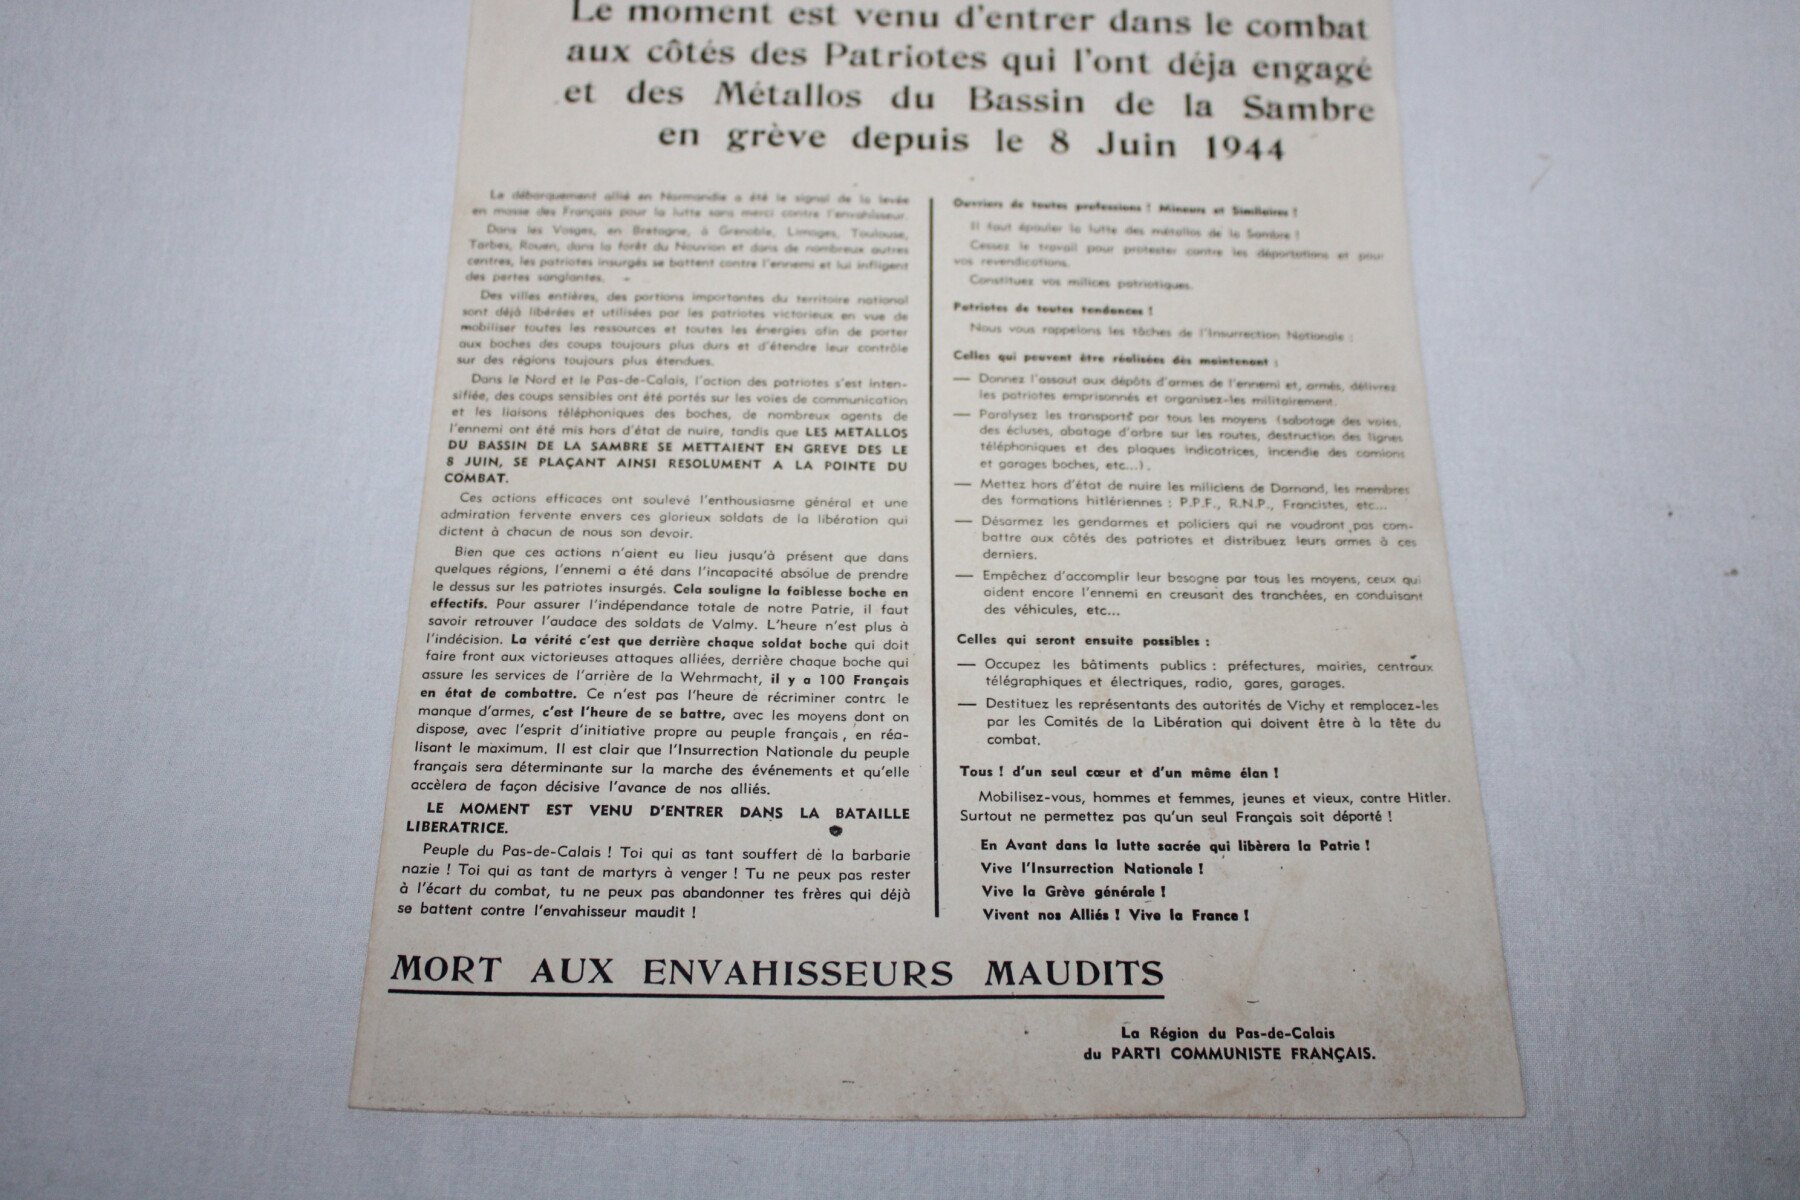 Le moment est venu d'entrer dans le combat
aux côtés des Patriotes qui l'ont déja engagé
et des Métallos du Bassin de la Sambre
en grève depuis le 8 Juin 1944
Le débarquement allié en Normandie a été le signal de la levée
en masse des Français pour la lutte sans merci contre l'envahisseur.
Dans les Vosges, en Bretagne, à Grenoble, Limoges, Toulouse,
Tarbes, Rouen, dans la forêt du Nouvion et dans de nombreux autres
centres, les patriotes insurgés se battent contre l'ennemi et lui infligent
des pertes sanglantes.
Des villes entières, des portions importantes du territoire national
sont déjà libérées et utilisées par les patriotes victorieux en vue de
mobiliser toutes les ressources et toutes les énergies afin de porter
aux boches des coups toujours plus durs et d'étendre leur contrôle
sur des régions toujours plus étendues.
Dans le Nord et le Pas-de-Calais, l'action des patriotes s'est inten-
sifiée, des coups sensibles ont été portés sur les voies de communication
et les liaisons téléphoniques des boches, de nombreux agents de
l'ennemi ont été mis hors d'état de nuire, tandis que LES METALLOS
DU BASSIN DE LA SAMBRE SE METTAIENT EN GREVE DES LE
8 JUIN, SE PLAÇANT AINSI RESOLUMENT A LA POINTE DU
COMBAT.
Ces actions efficaces ont soulevé l'enthousiasme général et une
admiration fervente envers ces glorieux soldats de la libération qui
dictent à chacun de nous son devoir.
Bien que ces actions n'aient eu lieu jusqu'à présent que dans
quelques régions, l'ennemi a été dans l'incapacité absolue de prendre
le dessus sur les patriotes insurgés. Cela souligne la faiblesse boche en
effectifs. Pour assurer l'indépendance totale de notre Patrie, il faut
savoir retrouver l'audace des soldats de Valmy. L'heure n'est plus à
l'indécision. La vérité c'est que derrière chaque soldat boche qui doit
faire front aux victorieuses attaques alliées, derrière chaque boche qui
assure les services de l'arrière de la Wehrmacht, il y a 100 Français
en état de combattre. Ce n'est pas l'heure de récriminer contre le
manque d'armes, c'est l'heure de se battre, avec les moyens dont on
dispose, avec l'esprit d'initiative propre au peuple français, en réa-
lisant le maximum. Il est clair que l'Insurrection Nationale du peuple
français sera déterminante sur la marche des événements et qu'elle
accèlera de façon décisive l'avance de nos alliés.
LE MOMENT EST VENU D'ENTRER DANS LA BATAILLE
LIBERATRICE.
Peuple du Pas-de-Calais ! Toi qui as tant souffert de la barbarie
nazie ! Toi qui as tant de martyrs à venger ! Tu ne peux pas rester
à l'écart du combat, tu ne peux pas abandonner tes frères qui déjà
se battent contre l'envahisseur maudit !
Ouvriers de toutes professions ! Mineurs et Similaires !
Il faut épauler la lutte des métallos de la Sambre !
Cessez le travail pour protester contre les déportations et pour
vos revendications.
Constituez vos milices patriotiques.
Patriotes de toutes tendances !
Nous vous rappelons les tâches de l'Insurrection Nationale :
Celles qui peuvent être réalisées dès maintenant :
— Donnez l'assaut aux dépôts d'armes de l'ennemi et, armés, délivrez
les patriotes emprisonnés et organisez-les militairement.
— Paralysez les transports par tous les moyens (sabotage des voies,
des écluses, abatage d'arbre sur les routes, destruction des lignes
téléphoniques et des plaques indicatrices, incendie des camions
et garages boches, etc...).
— Mettez hors d'état de nuire les miliciens de Darnand, les membres
des formations hitlériennes : P.P.F., R.N.P., Francistes, etc...
— Désarmez les gendarmes et policiers qui ne voudront pas com-
battre aux côtés des patriotes et distribuez leurs armes à ces
derniers.
— Empêchez d'accomplir leur besogne par tous les moyens, ceux qui
aident encore l'ennemi en creusant des tranchées, en conduisant
des véhicules, etc...
Celles qui seront ensuite possibles :
— Occupez les bâtiments publics : préfectures, mairies, centraux
télégraphiques et électriques, radio, gares, garages.
— Destituez les représentants des autorités de Vichy et remplacez-les
par les Comités de la Libération qui doivent être à la tête du
combat.
Tous ! d'un seul cœur et d'un même élan !
Mobilisez-vous, hommes et femmes, jeunes et vieux, contre Hitler.
Surtout ne permettez pas qu'un seul Français soit déporté !
En Avant dans la lutte sacrée qui libèrera la Patrie !
Vive l'Insurrection Nationale !
Vive la Grève générale !
Vivent nos Alliés ! Vive la France !
MORT AUX ENVAHISSEURS MAUDITS
La Région du Pas-de-Calais
du PARTI COMMUNISTE FRANÇAIS.